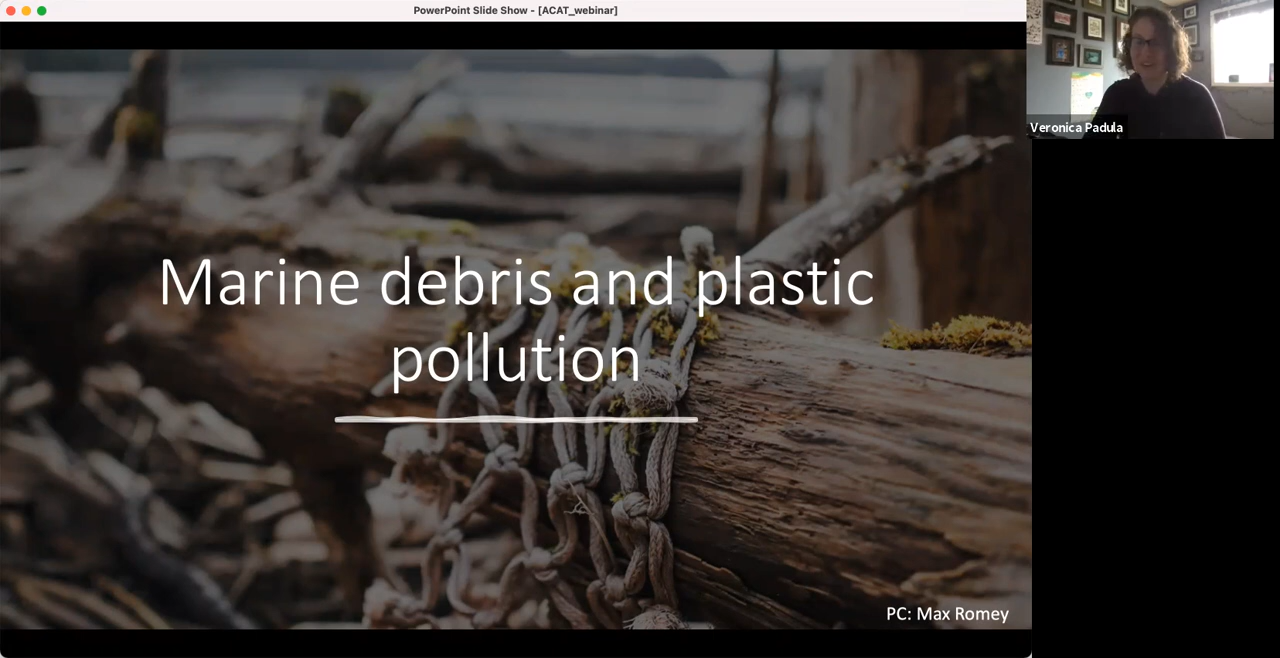 PowerPoint Slide Show - [ACAT_webinar]
Veronica Padula
Marine debris and plastic
pollution
PC: Max Romey